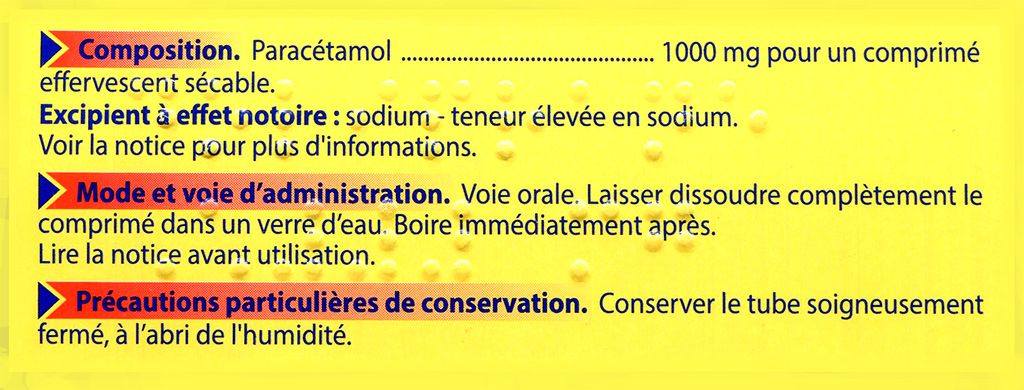 Composition. Paracétamol ............................................. 1000 mg pour un comprimé
effervescent sécable.
Excipient à effet notoire : sodium - teneur élevée en sodium.
Voir la notice pour plus d'informations.
Mode et voie d’administration. Voie orale. Laisser dissoudre complètement le
comprimé dans un verre d’eau. Boire immédiatement après.
Lire la notice avant utilisation.
Précautions particulières de conservation. Conserver le tube soigneusement
fermé, à l’abri de l'humidité.